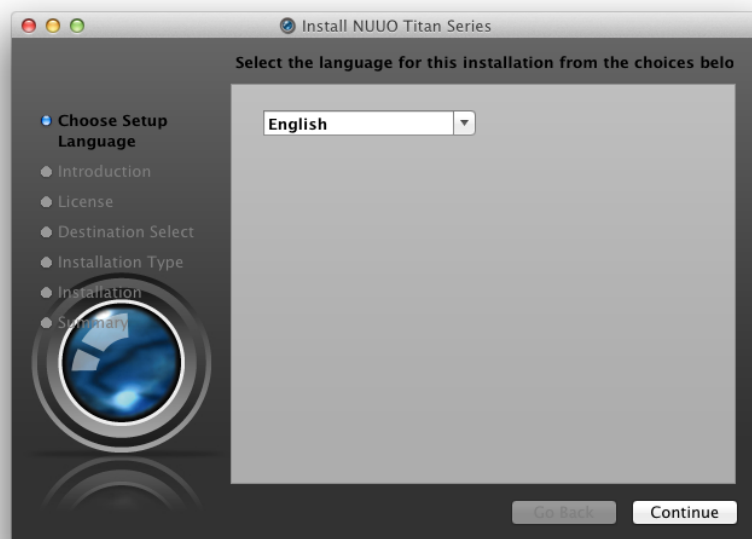 Install NUUO Titan Series
Select the language for this installation from the choices belo
Choose Setup
Language
Introduction
License
Destination Select
Installation Type
Installation
Summary
English
Go Back
Continue